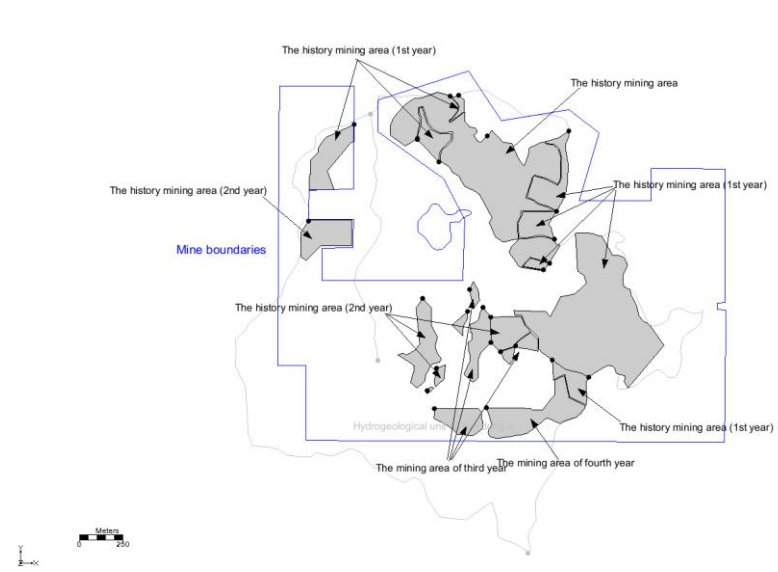 The history mining area (1st year)
The history mining area
The history mining area (1st year)
The history mining area (2nd year)
Mine boundaries
The history mining area (2nd year)
Hydrogeological uni
The history mining area (1st year)
The mining area of third year
The mining area of fourth year
Meters
0 250
Y
Z X